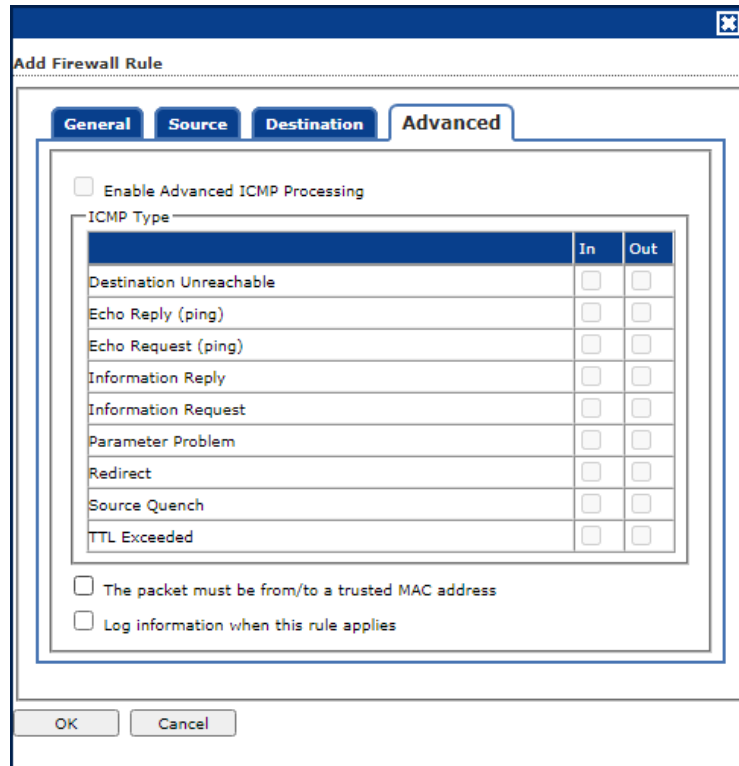 Add Firewall Rule
General Source Destination Advanced
Enable Advanced ICMP Processing
ICMP Type
In Out
Destination Unreachable
Echo Reply (ping)
Echo Request (ping)
Information Reply
Information Request
Parameter Problem
Redirect
Source Quench
TTL Exceeded
The packet must be from/to a trusted MAC address
Log information when this rule applies
OK Cancel